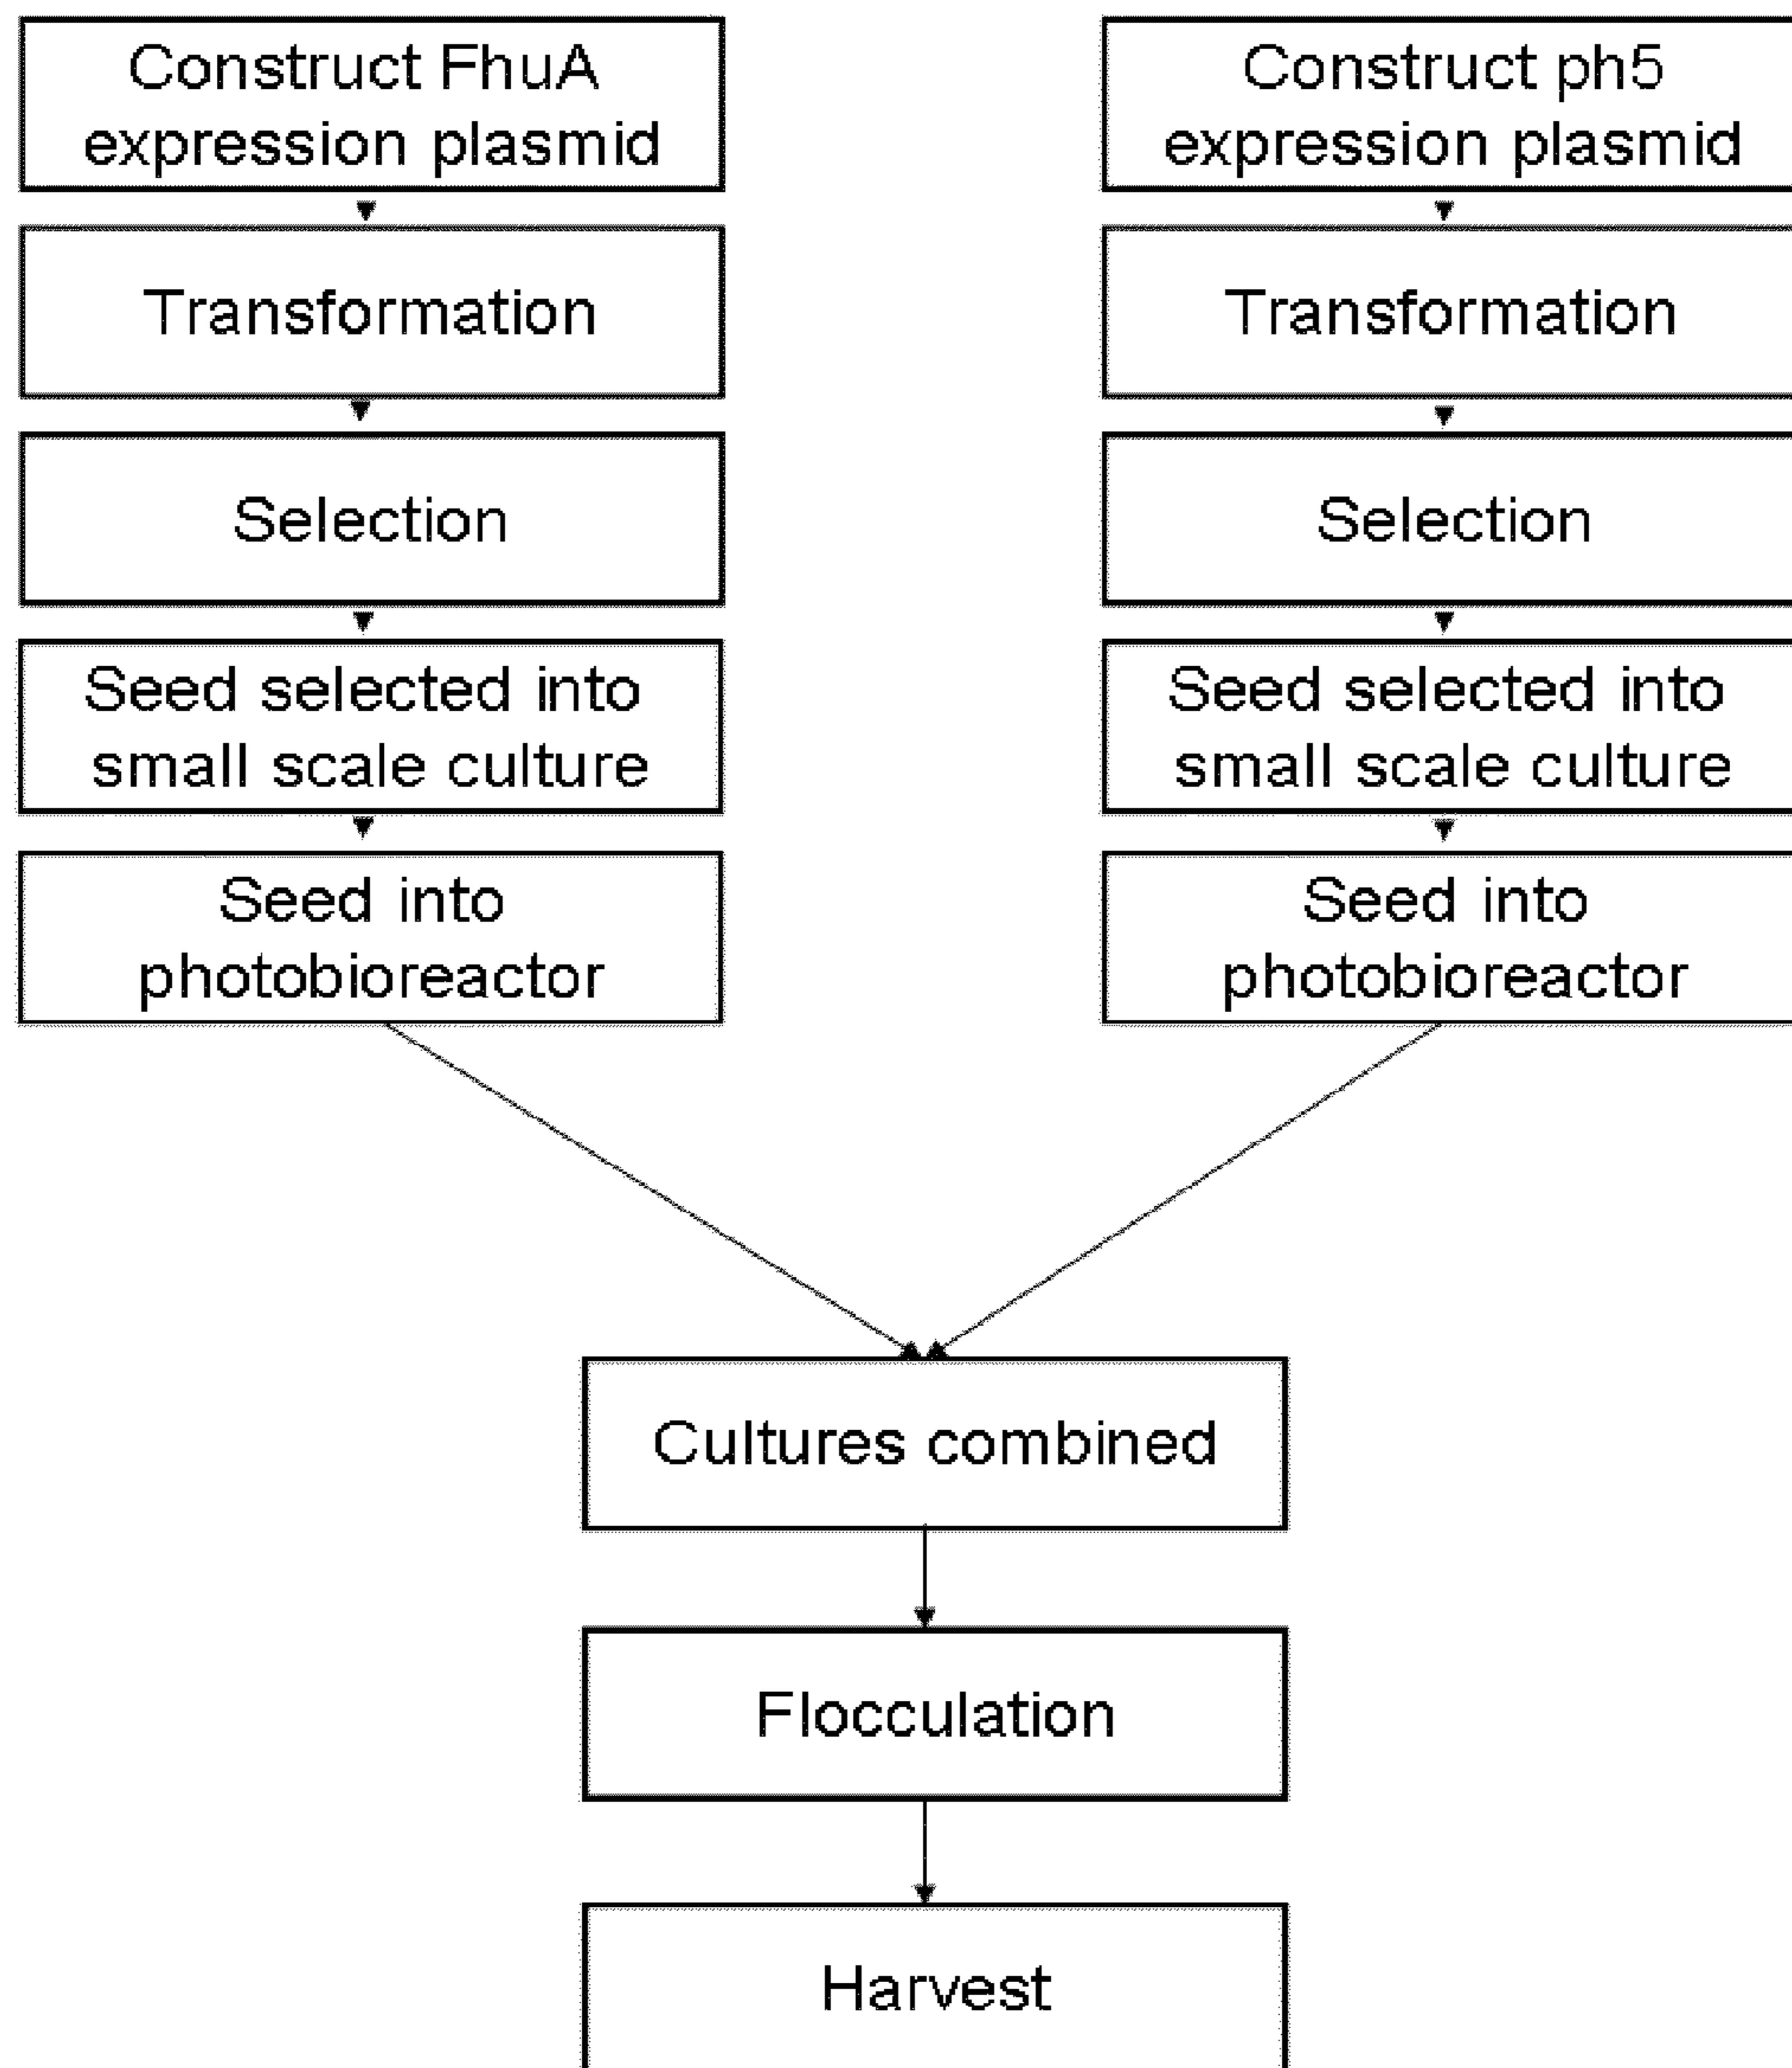 Construct FhuA
expression plasmid
Transformation
Selection
Seed selected into
small scale culture
Seed into
photobioreactor
Construct ph5
expression plasmid
Transformation
Selection
Seed selected into
small scale culture
Seed into
photobioreactor
Cultures combined
Flocculation
Harvest